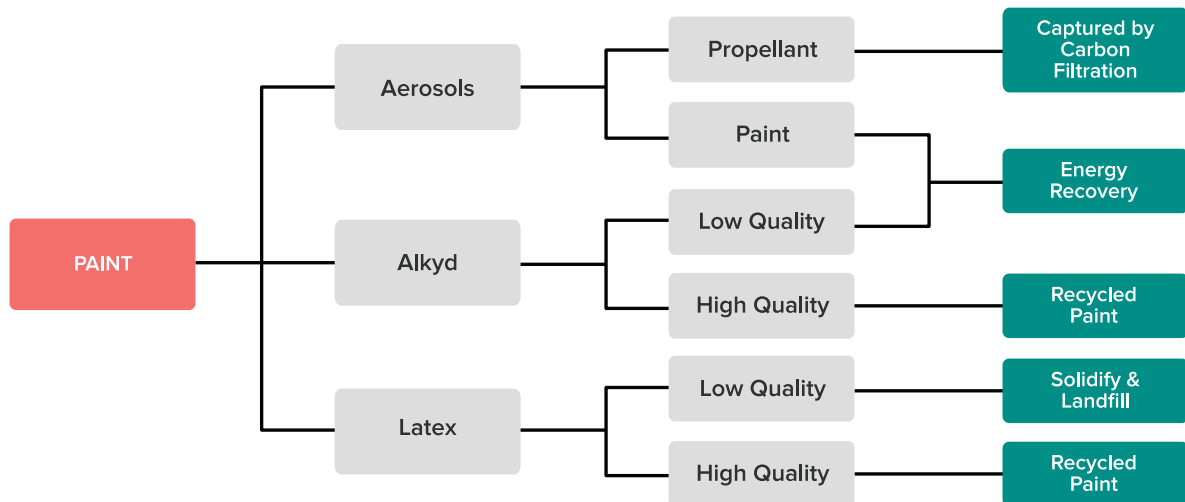 PAINT
Aerosols
Alkyd
Latex
Propellant
Paint
Low Quality
High Quality
Low Quality
High Quality
Captured by
Carbon
Filtration
Energy
Recovery
Recycled
Paint
Solidify &
Landfill
Recycled
Paint